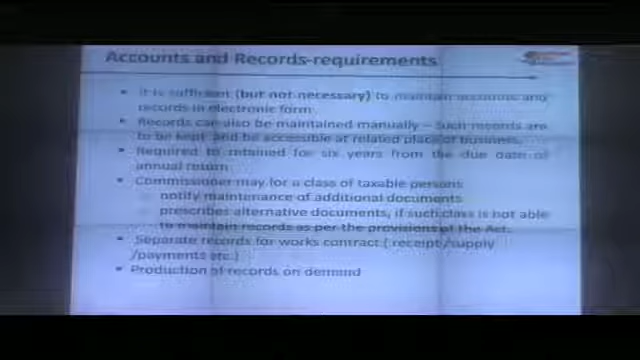 Accounts and Records-requirements
It is sufficient (but not necessary) to maintain accounts any
records in electronic form.
Records can also be maintained manually – Such records are
to be kept and be accessible at related place of business.
Required to retained for six years from the due date of
annual return
Commissioner may for a class of taxable persons
notify maintenance of additional documents
prescribes alternative documents, if such class is not able
to maintain records as per the provisions of the Act.
Separate records for works contract ( receipt /supply
/payments etc.)
Production of records on demand